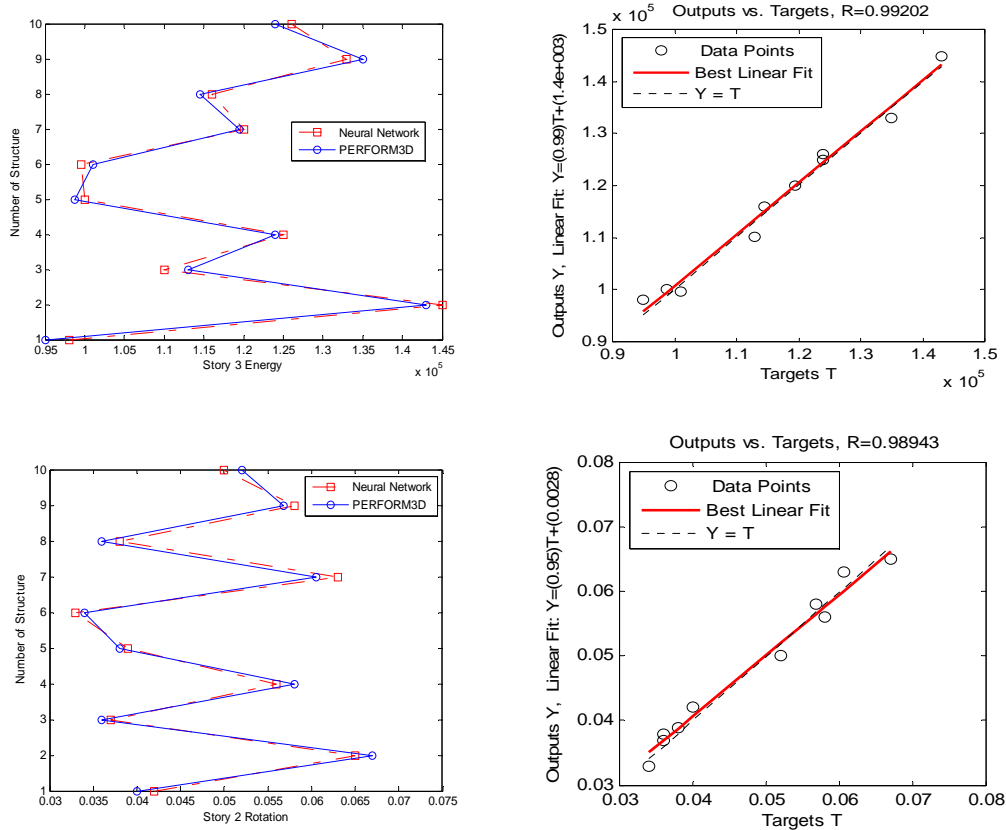 10
9
8
7
6
5
4
3
2
1
Number of Structure
Neural Network
PERFORM3D
0.95 1 1.05 1.1 1.15 1.2 1.25 1.3 1.35 1.4 1.45
Story 3 Energy
x 10^5
Outputs vs. Targets, R=0.99202
x 10^5
1.5
1.4
1.3
1.2
1.1
1
0.9
Outputs Y, Linear Fit: Y=(0.99)T+(1.4e+003)
Data Points
Best Linear Fit
Y = T
0.9 1 1.1 1.2 1.3 1.4 1.5
Targets T
x 10^5
10
9
8
7
6
5
4
3
2
1
Number of Structure
Neural Network
PERFORM3D
0.03 0.035 0.04 0.045 0.05 0.055 0.06 0.065 0.07 0.075
Story 2 Rotation
Outputs vs. Targets, R=0.98943
0.08
0.07
0.06
0.05
0.04
0.03
Outputs Y, Linear Fit: Y=(0.95)T+(0.0028)
Data Points
Best Linear Fit
Y = T
0.03 0.04 0.05 0.06 0.07 0.08
Targets T